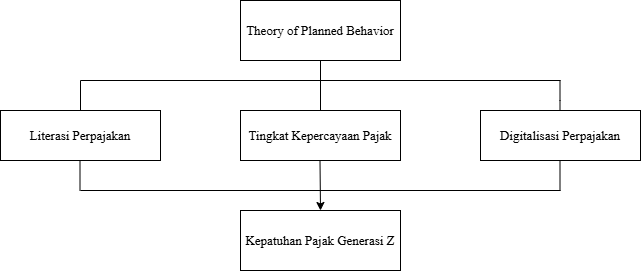 Theory of Planned Behavior
Literasi Perpajakan
Tingkat Kepercayaan Pajak
Digitalisasi Perpajakan
Kepatuhan Pajak Generasi Z